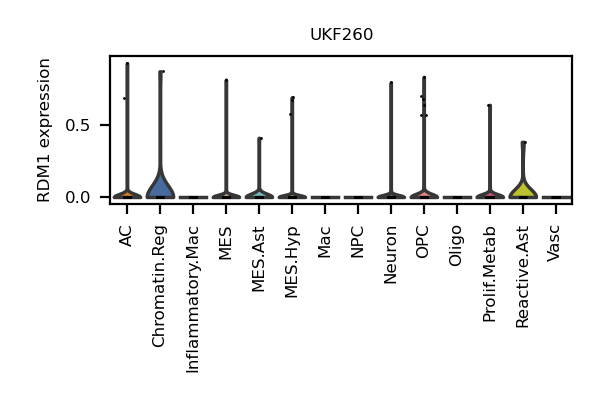 UKF260
RDM1 expression
0.5
0.0
AC
Chromatin.Reg
Inflammatory.Mac
MES
MES.Ast
MES.Hyp
Mac
NPC
Neuron
OPC
Oligo
Prolif.Metab
Reactive.Ast
Vasc